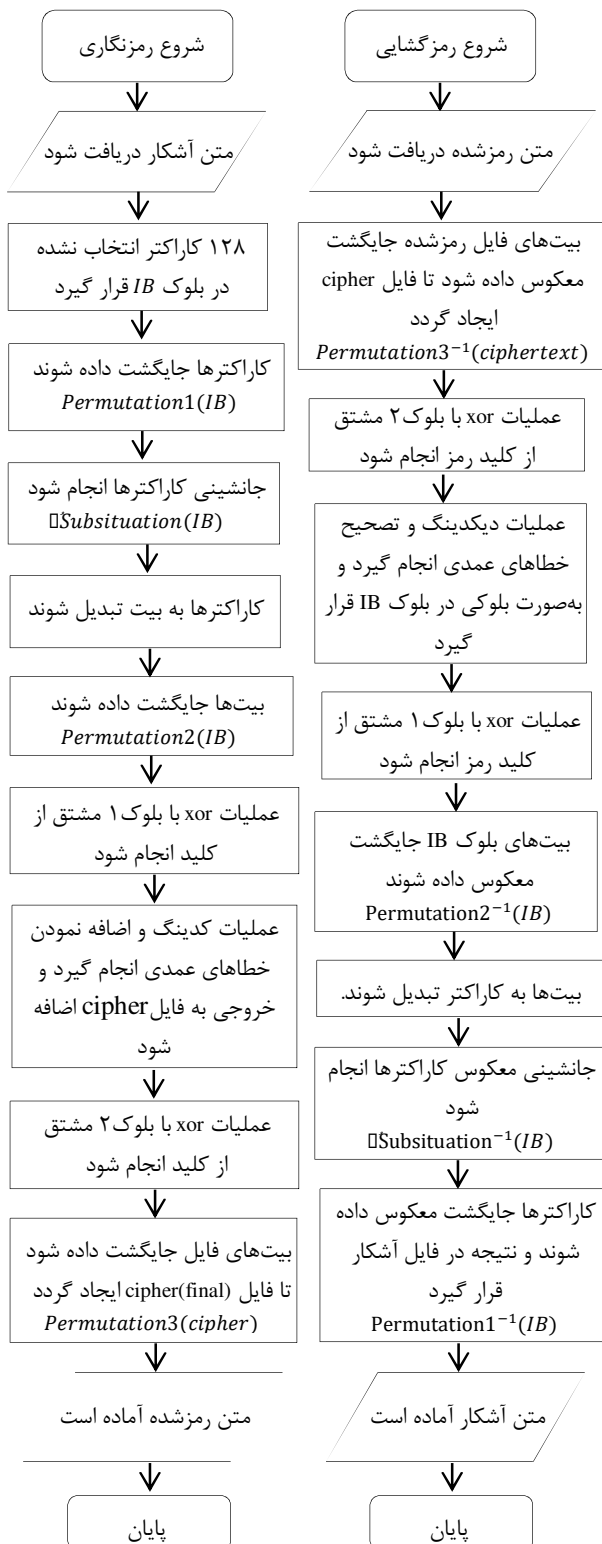 شروع رمزنگاری
متن آشکار دریافت شود
۱۲۸ کاراکتر انتخاب نشده
در بلوک IB قرار گیرد
کاراکترها جایگشت داده شوند
Permutation1(IB)
جانشینی کاراکترها انجام شود
Subsituation(IB)
کاراکترها به بیت تبدیل شوند
بیت‌ها جایگشت داده شوند
Permutation2(IB)
عملیات xor با بلوک۱ مشتق از
کلید انجام شود
عملیات کدینگ و اضافه نمودن
خطاهای عمدی انجام گیرد و
خروجی به فایل cipher اضافه
شود
عملیات xor با بلوک۲ مشتق
از کلید انجام شود
بیت‌های فایل جایگشت داده شود
تا فایل cipher(final) ایجاد گردد
Permutation3(cipher)
متن رمزشده آماده است
پایان
شروع رمزگشایی
متن رمزشده دریافت شود
بیت‌های فایل رمزشده جایگشت
معکوس داده شود تا فایل cipher
ایجاد گردد
Permutation3⁻¹(ciphertext)
عملیات xor با بلوک۲ مشتق
از کلید رمز انجام شود
عملیات دیکدینگ و تصحیح
خطاهای عمدی انجام گیرد و
به‌صورت بلوکی در بلوک IB قرار
گیرد
عملیات xor با بلوک۱ مشتق از
کلید رمز انجام شود
بیت‌های بلوک IB جایگشت
معکوس داده شوند
Permutation2⁻¹(IB)
بیت‌ها به کاراکتر تبدیل شوند.
جانشینی معکوس کاراکترها انجام
شود
Subsituation⁻¹(IB)
کاراکترها جایگشت معکوس داده
شوند و نتیجه در فایل آشکار
قرار گیرد
Permutation1⁻¹(IB)
متن آشکار آماده است
پایان